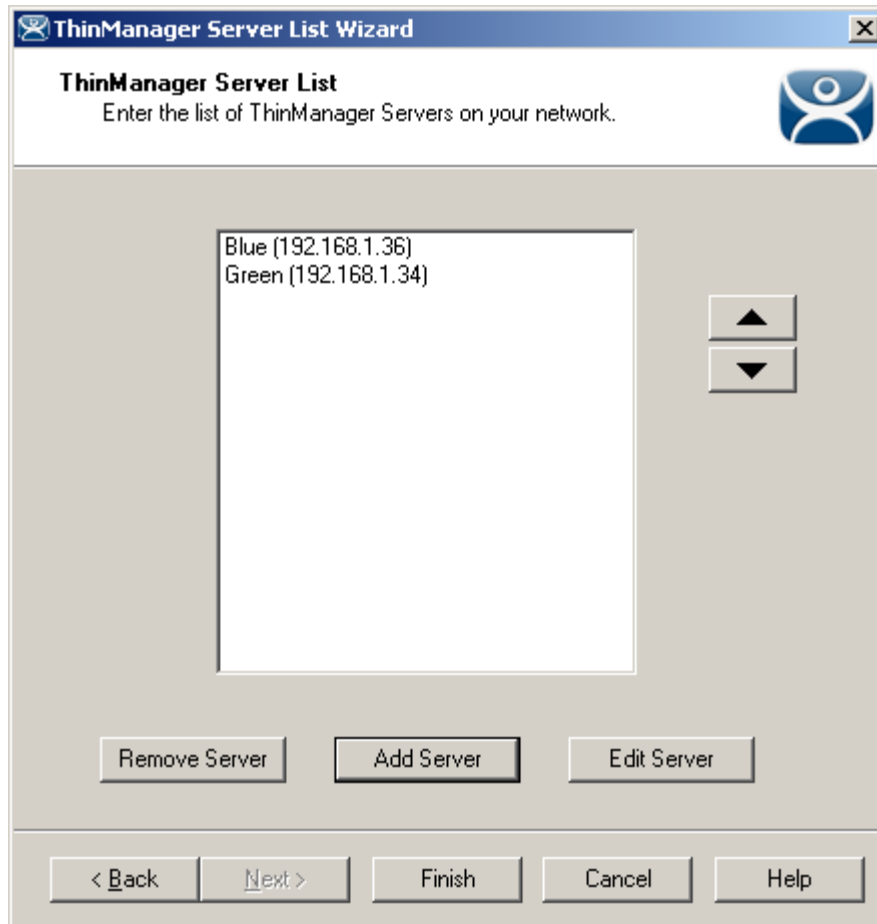 ThinManager Server List Wizard
ThinManager Server List
Enter the list of ThinManager Servers on your network.
Blue (192.168.1.36)
Green (192.168.1.34)
Remove Server
Add Server
Edit Server
< Back
Next >
Finish
Cancel
Help